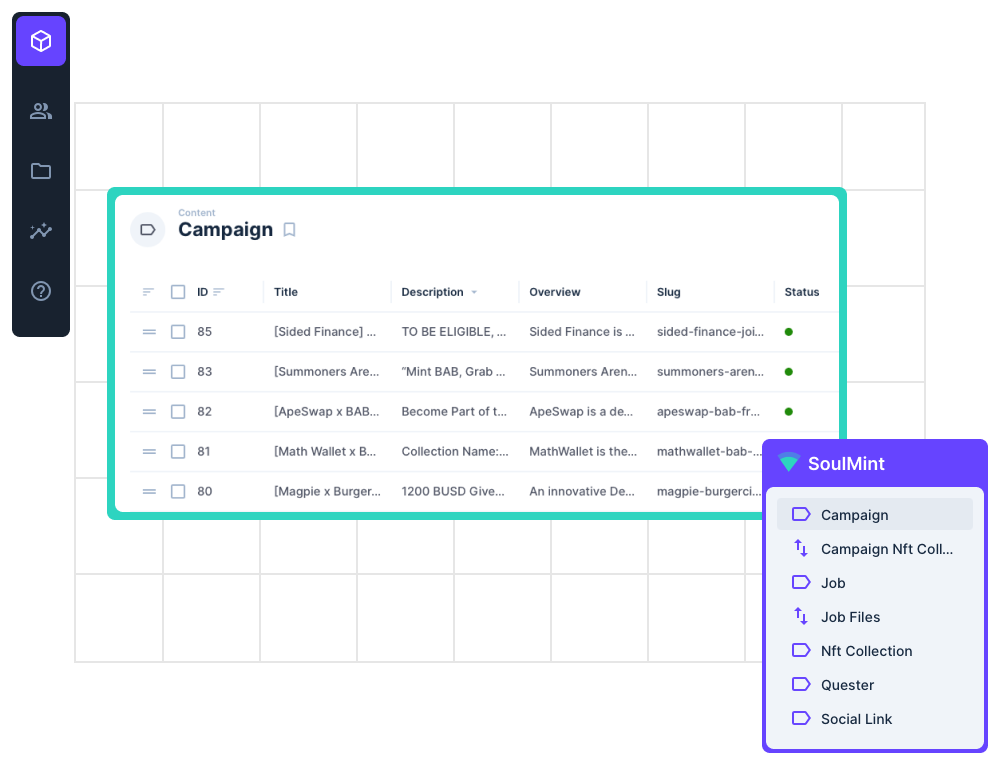 Content
Campaign
ID Title Description Overview Slug Status
85 [Sided Finance] ... TO BE ELIGIBLE, ... Sided Finance is ... sided-finance-joi...
83 [Summoners Are... “Mint BAB, Grab ... Summoners Aren... summoners-aren...
82 [ApeSwap x BAB... Become Part of t... ApeSwap is a de... apeswap-bab-fr...
81 [Math Wallet x B... Collection Name:... MathWallet is the... mathwallet-bab-...
80 [Magpie x Burger... 1200 BUSD Give... An innovative De... magpie-burgerci...
SoulMint
Campaign
Campaign Nft Coll...
Job
Job Files
Nft Collection
Quester
Social Link